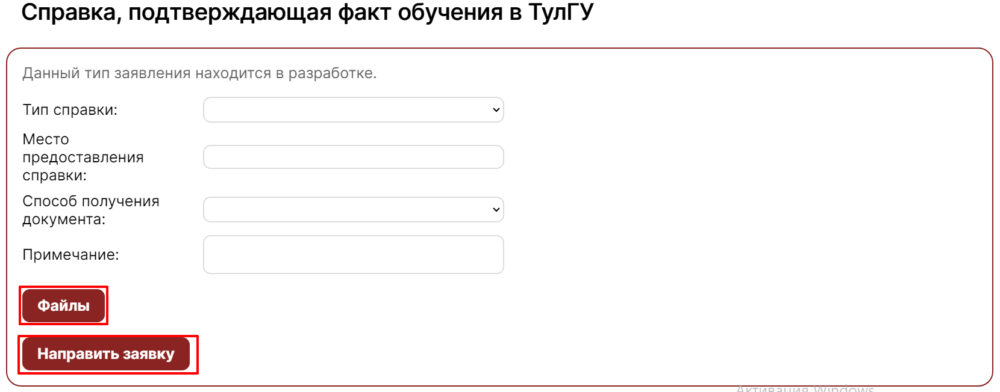 Справка, подтверждающая факт обучения в ТулГУ
Данный тип заявления находится в разработке.
Тип справки:
Место
предоставления
справки:
Способ получения
документа:
Примечание:
Файлы
Направить заявку
Активация Windows